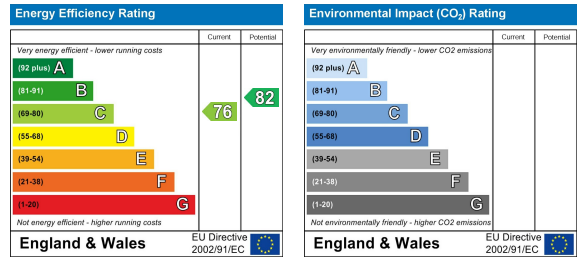 Energy Efficiency Rating
Current Potential
Very energy efficient - lower running costs
(92 plus) A
(81-91) B
(69-80) C
(55-68) D
(39-54) E
(21-38) F
(1-20) G
76
82
Not energy efficient - higher running costs
England & Wales
EU Directive
2002/91/EC
Environmental Impact (CO₂) Rating
Current Potential
Very environmentally friendly - lower CO2 emissions
(92 plus) A
(81-91) B
(69-80) C
(55-68) D
(39-54) E
(21-38) F
(1-20) G
Not environmentally friendly - higher CO2 emissions
England & Wales
EU Directive
2002/91/EC